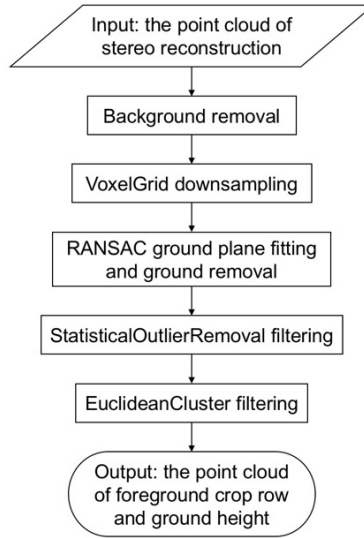 Input: the point cloud of
stereo reconstruction
Background removal
VoxelGrid downsampling
RANSAC ground plane fitting
and ground removal
StatisticalOutlierRemoval filtering
EuclideanCluster filtering
Output: the point cloud
of foreground crop row
and ground height